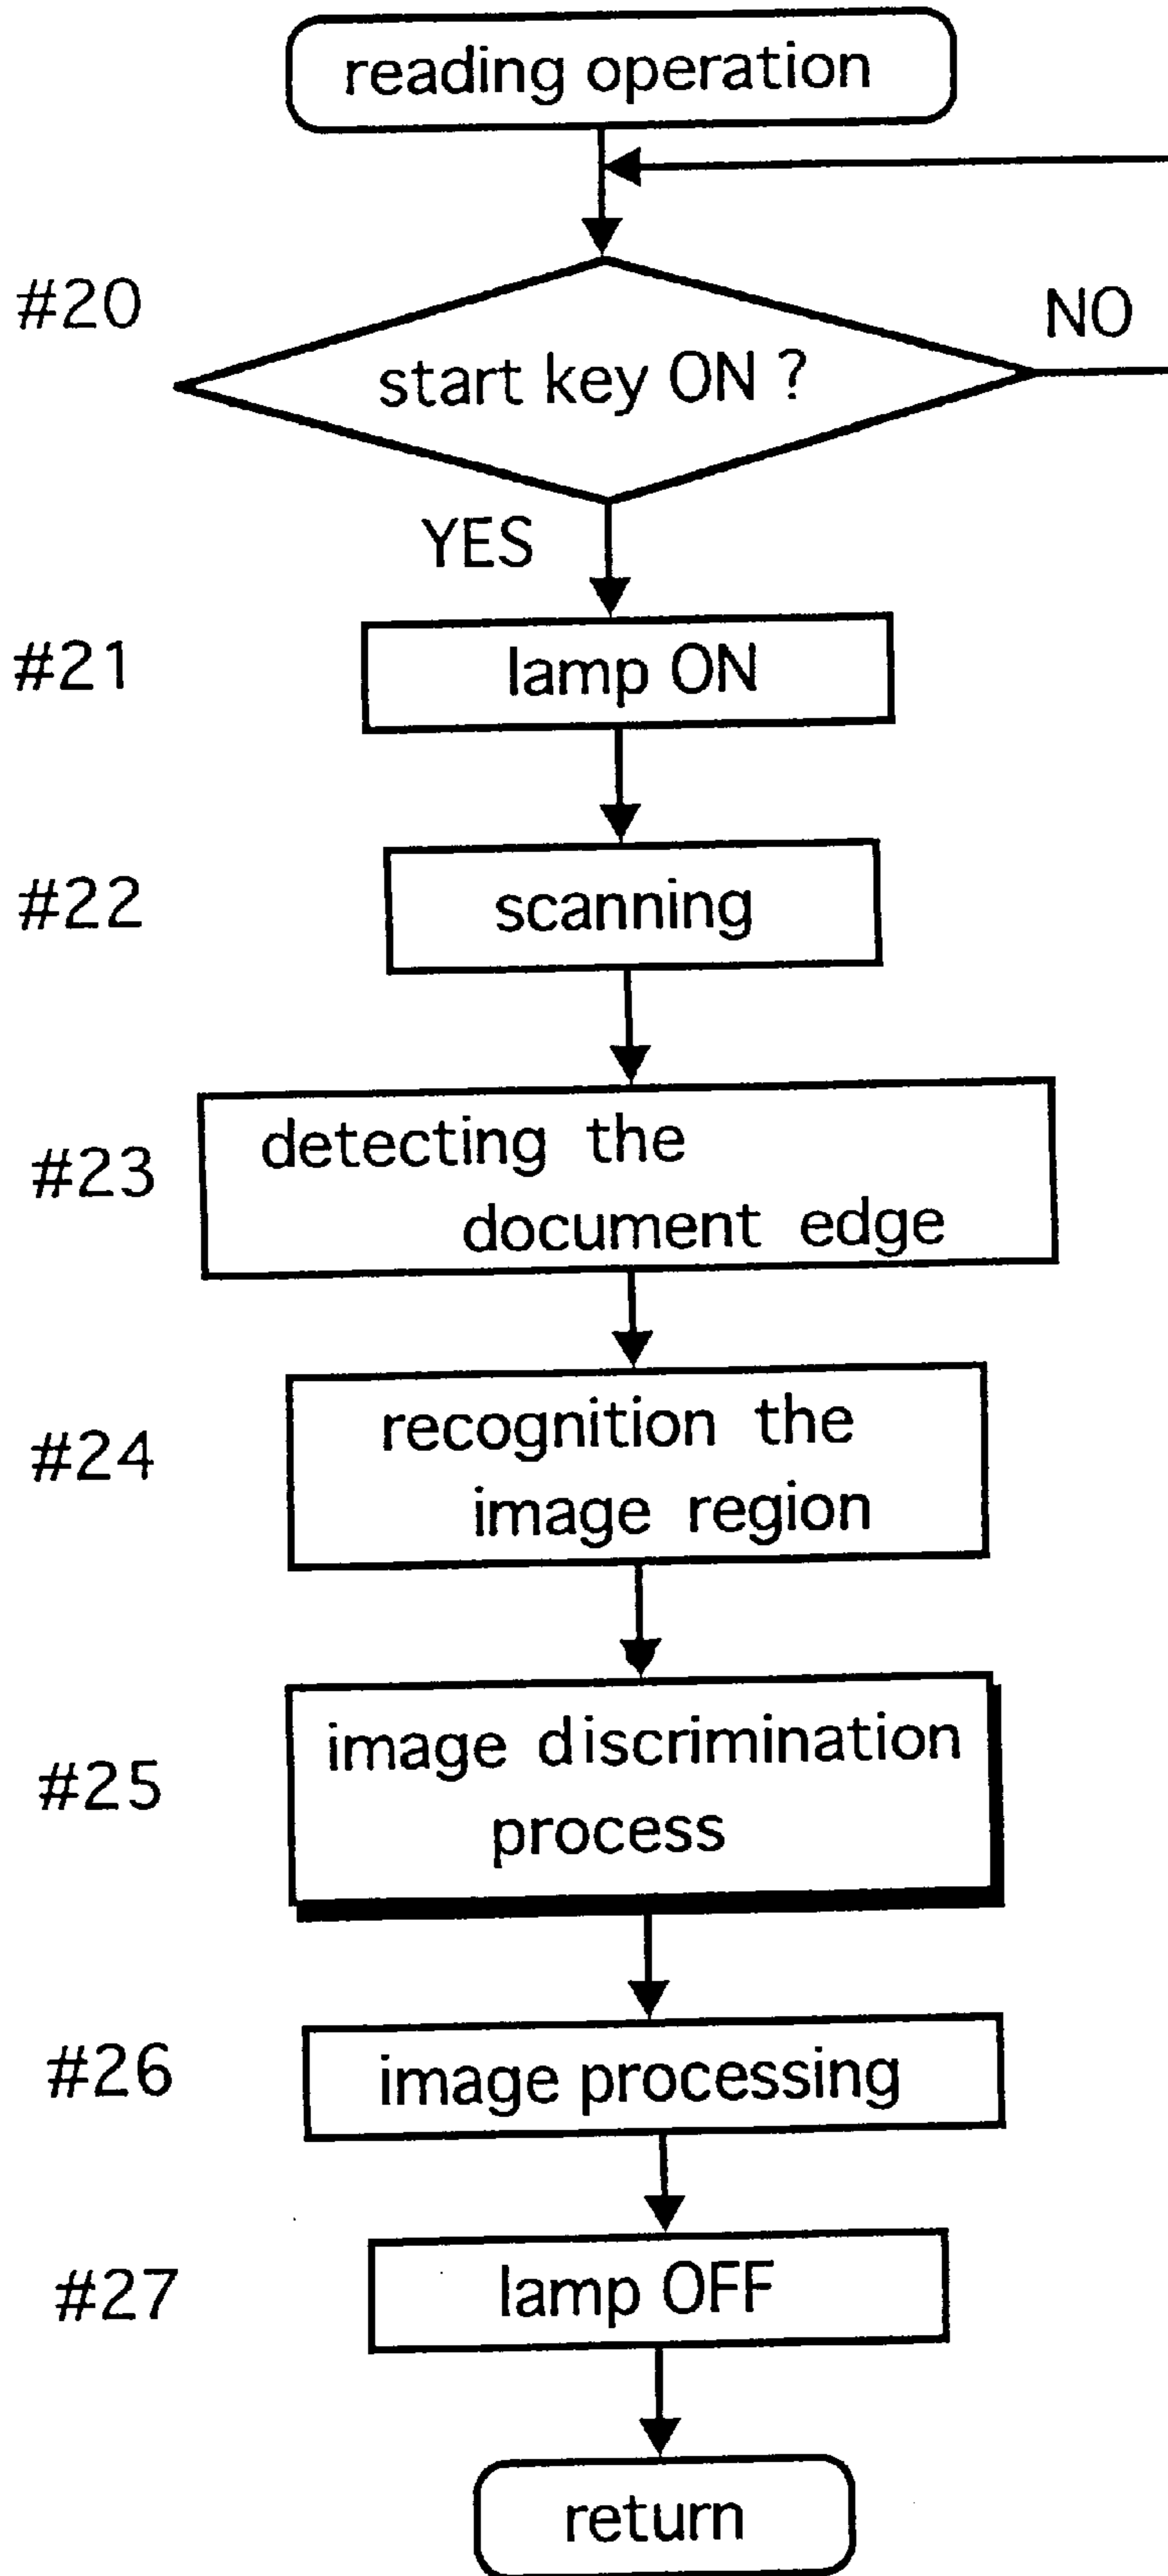 reading operation
#20
start key ON ?
NO
YES
#21
lamp ON
#22
scanning
#23
detecting the
document edge
#24
recognition the
image region
#25
image discrimination
process
#26
image processing
#27
lamp OFF
return